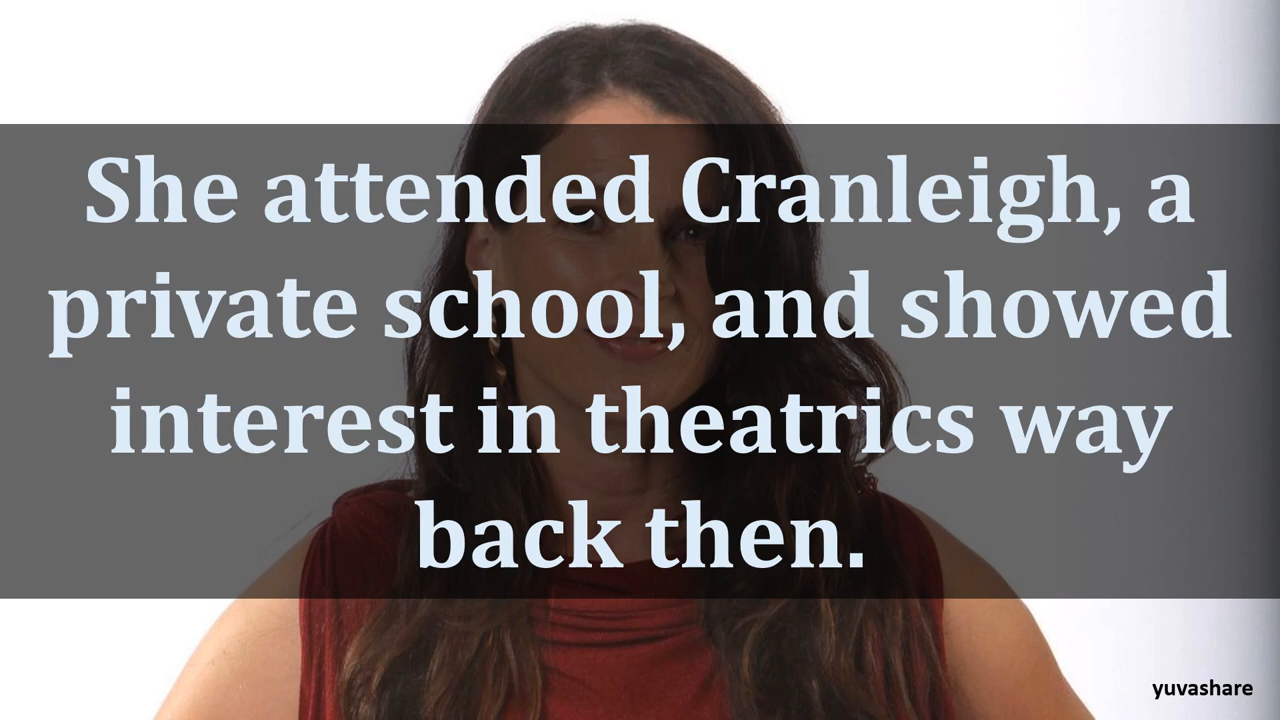 She attended Cranleigh, a
private school, and showed
interest in theatrics way
back then.
yuvashare